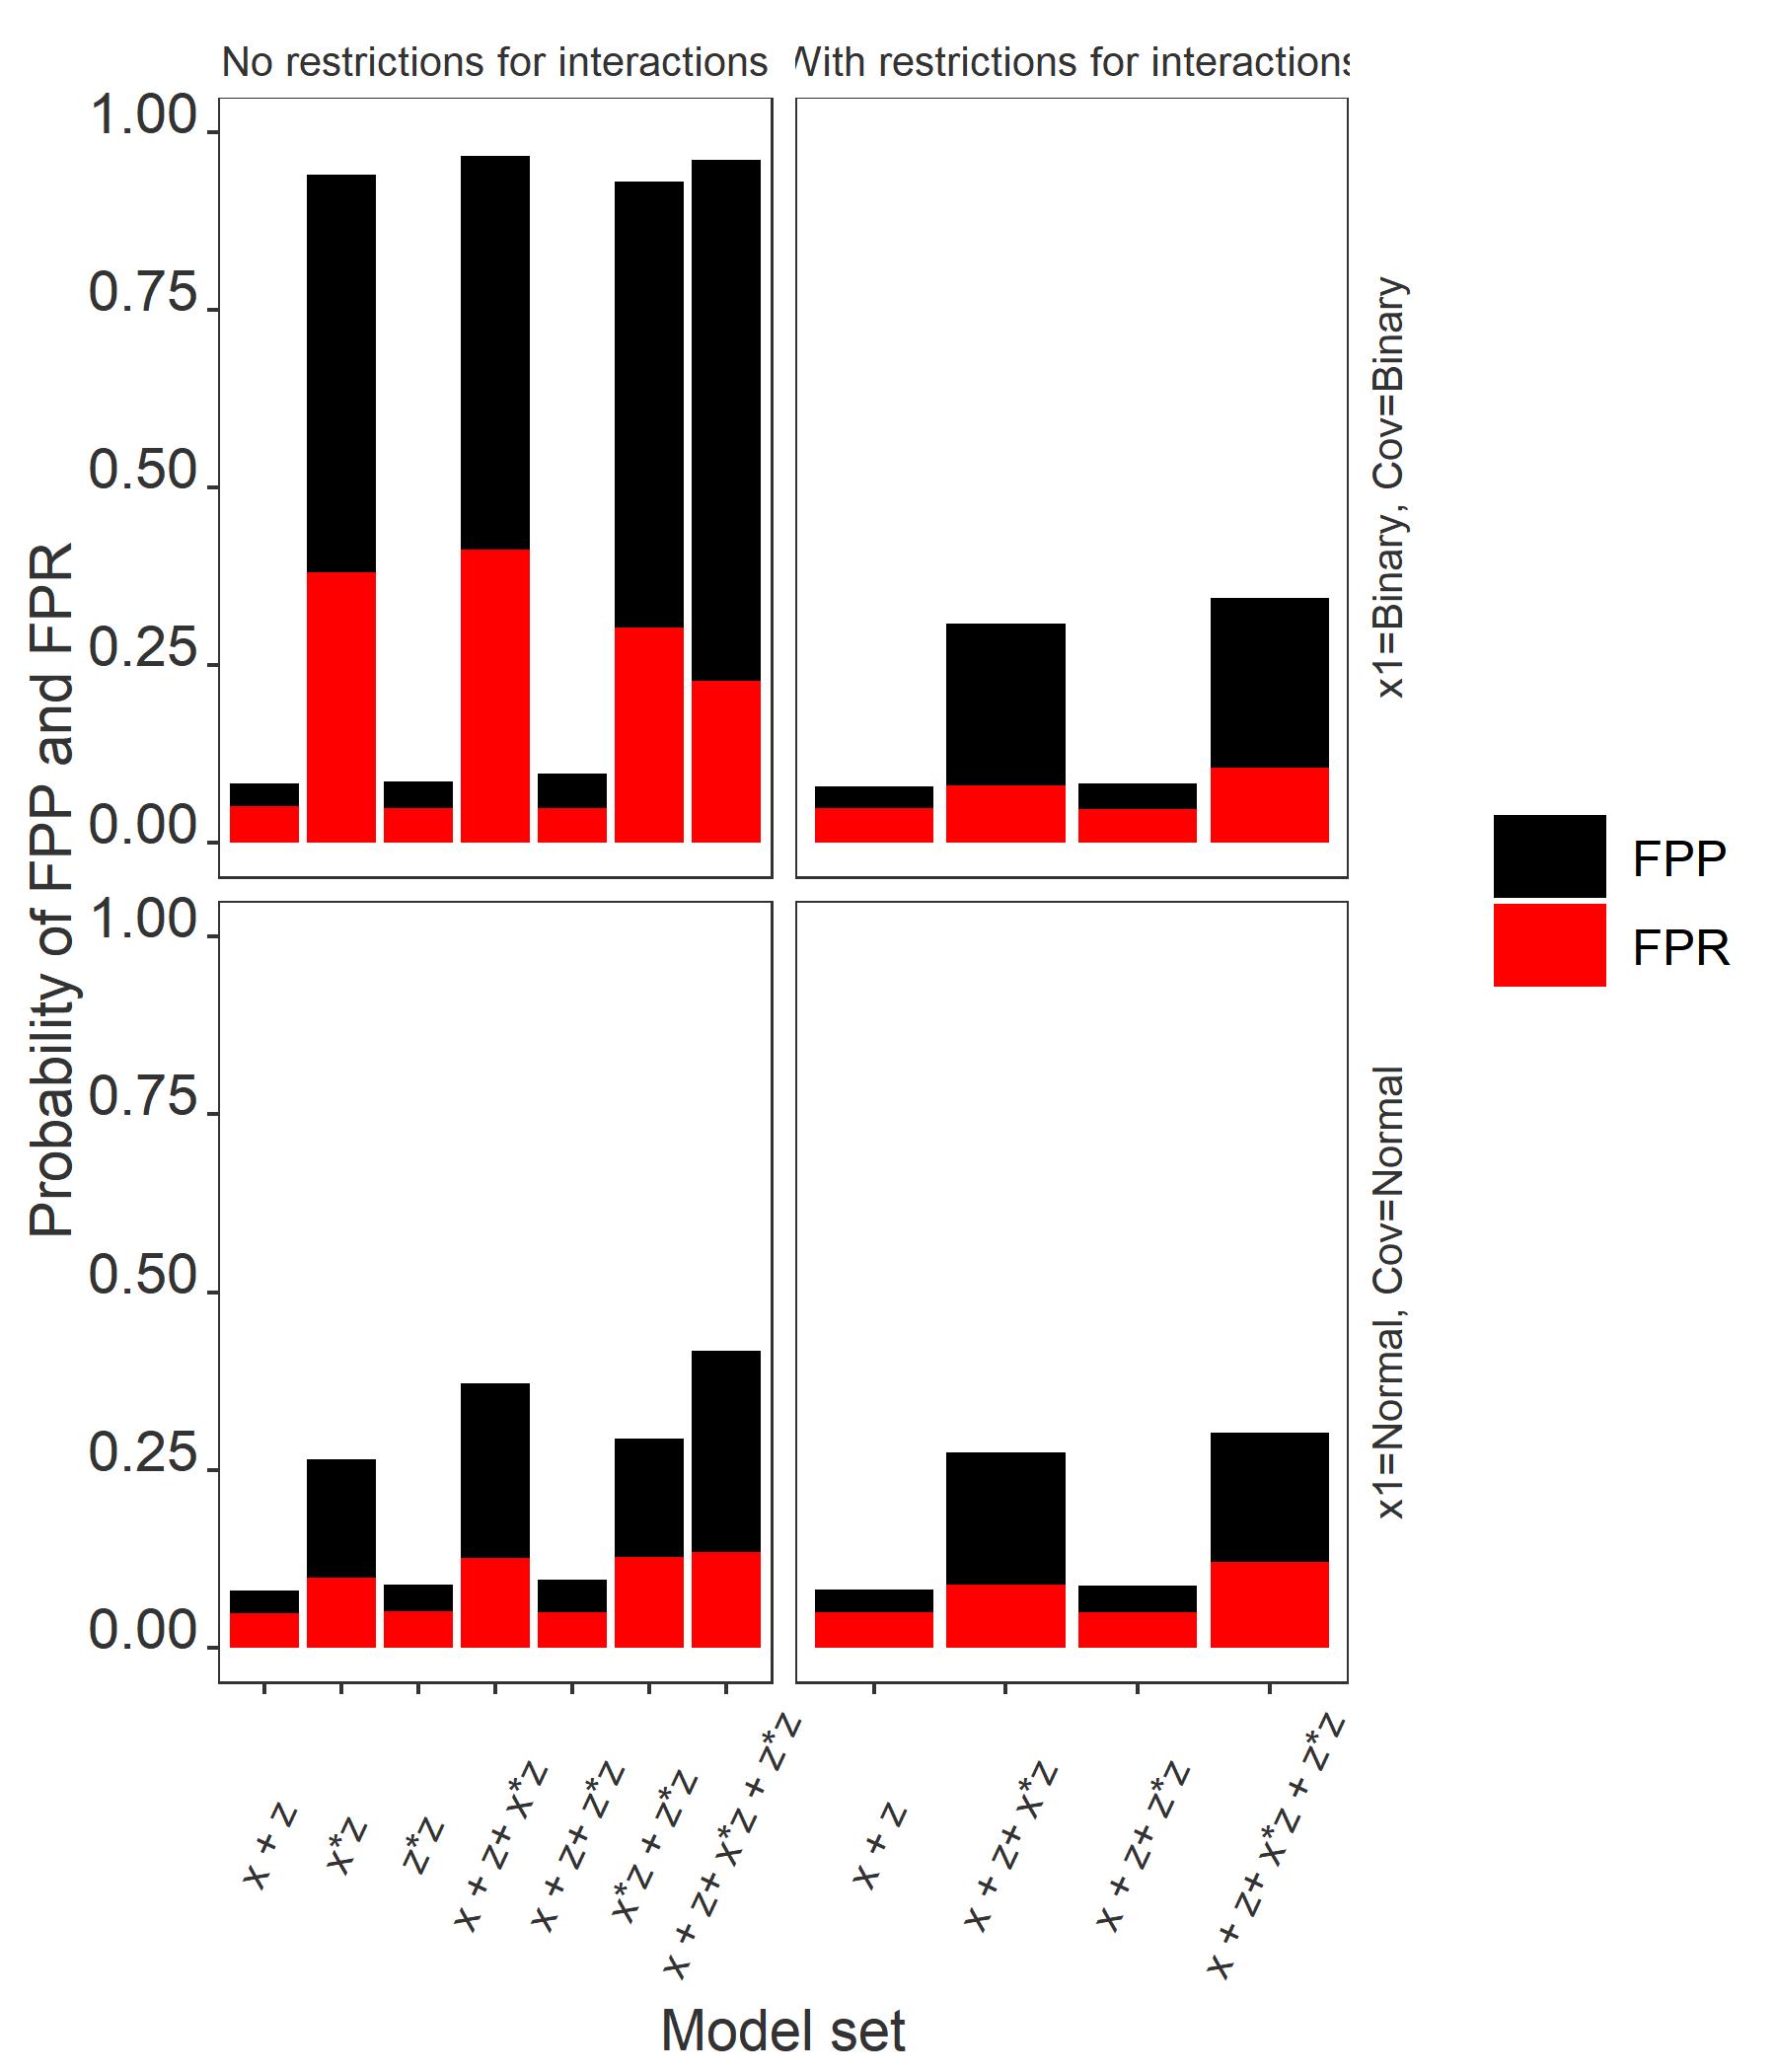 No restrictions for interactions
With restrictions for interactions
1.00
0.75
0.50
0.25
0.00
x1=Binary, Cov=Binary
1.00
0.75
0.50
0.25
0.00
x1=Normal, Cov=Normal
Probability of FPP and FPR
FPP
FPR
x + z
x*z
z*z
x + z+ x*z
x + z+ z*z
x*z + z*z
x + z+ x*z + z*z
x + z
x + z+ x*z
x + z+ z*z
x + z+ x*z + z*z
Model set